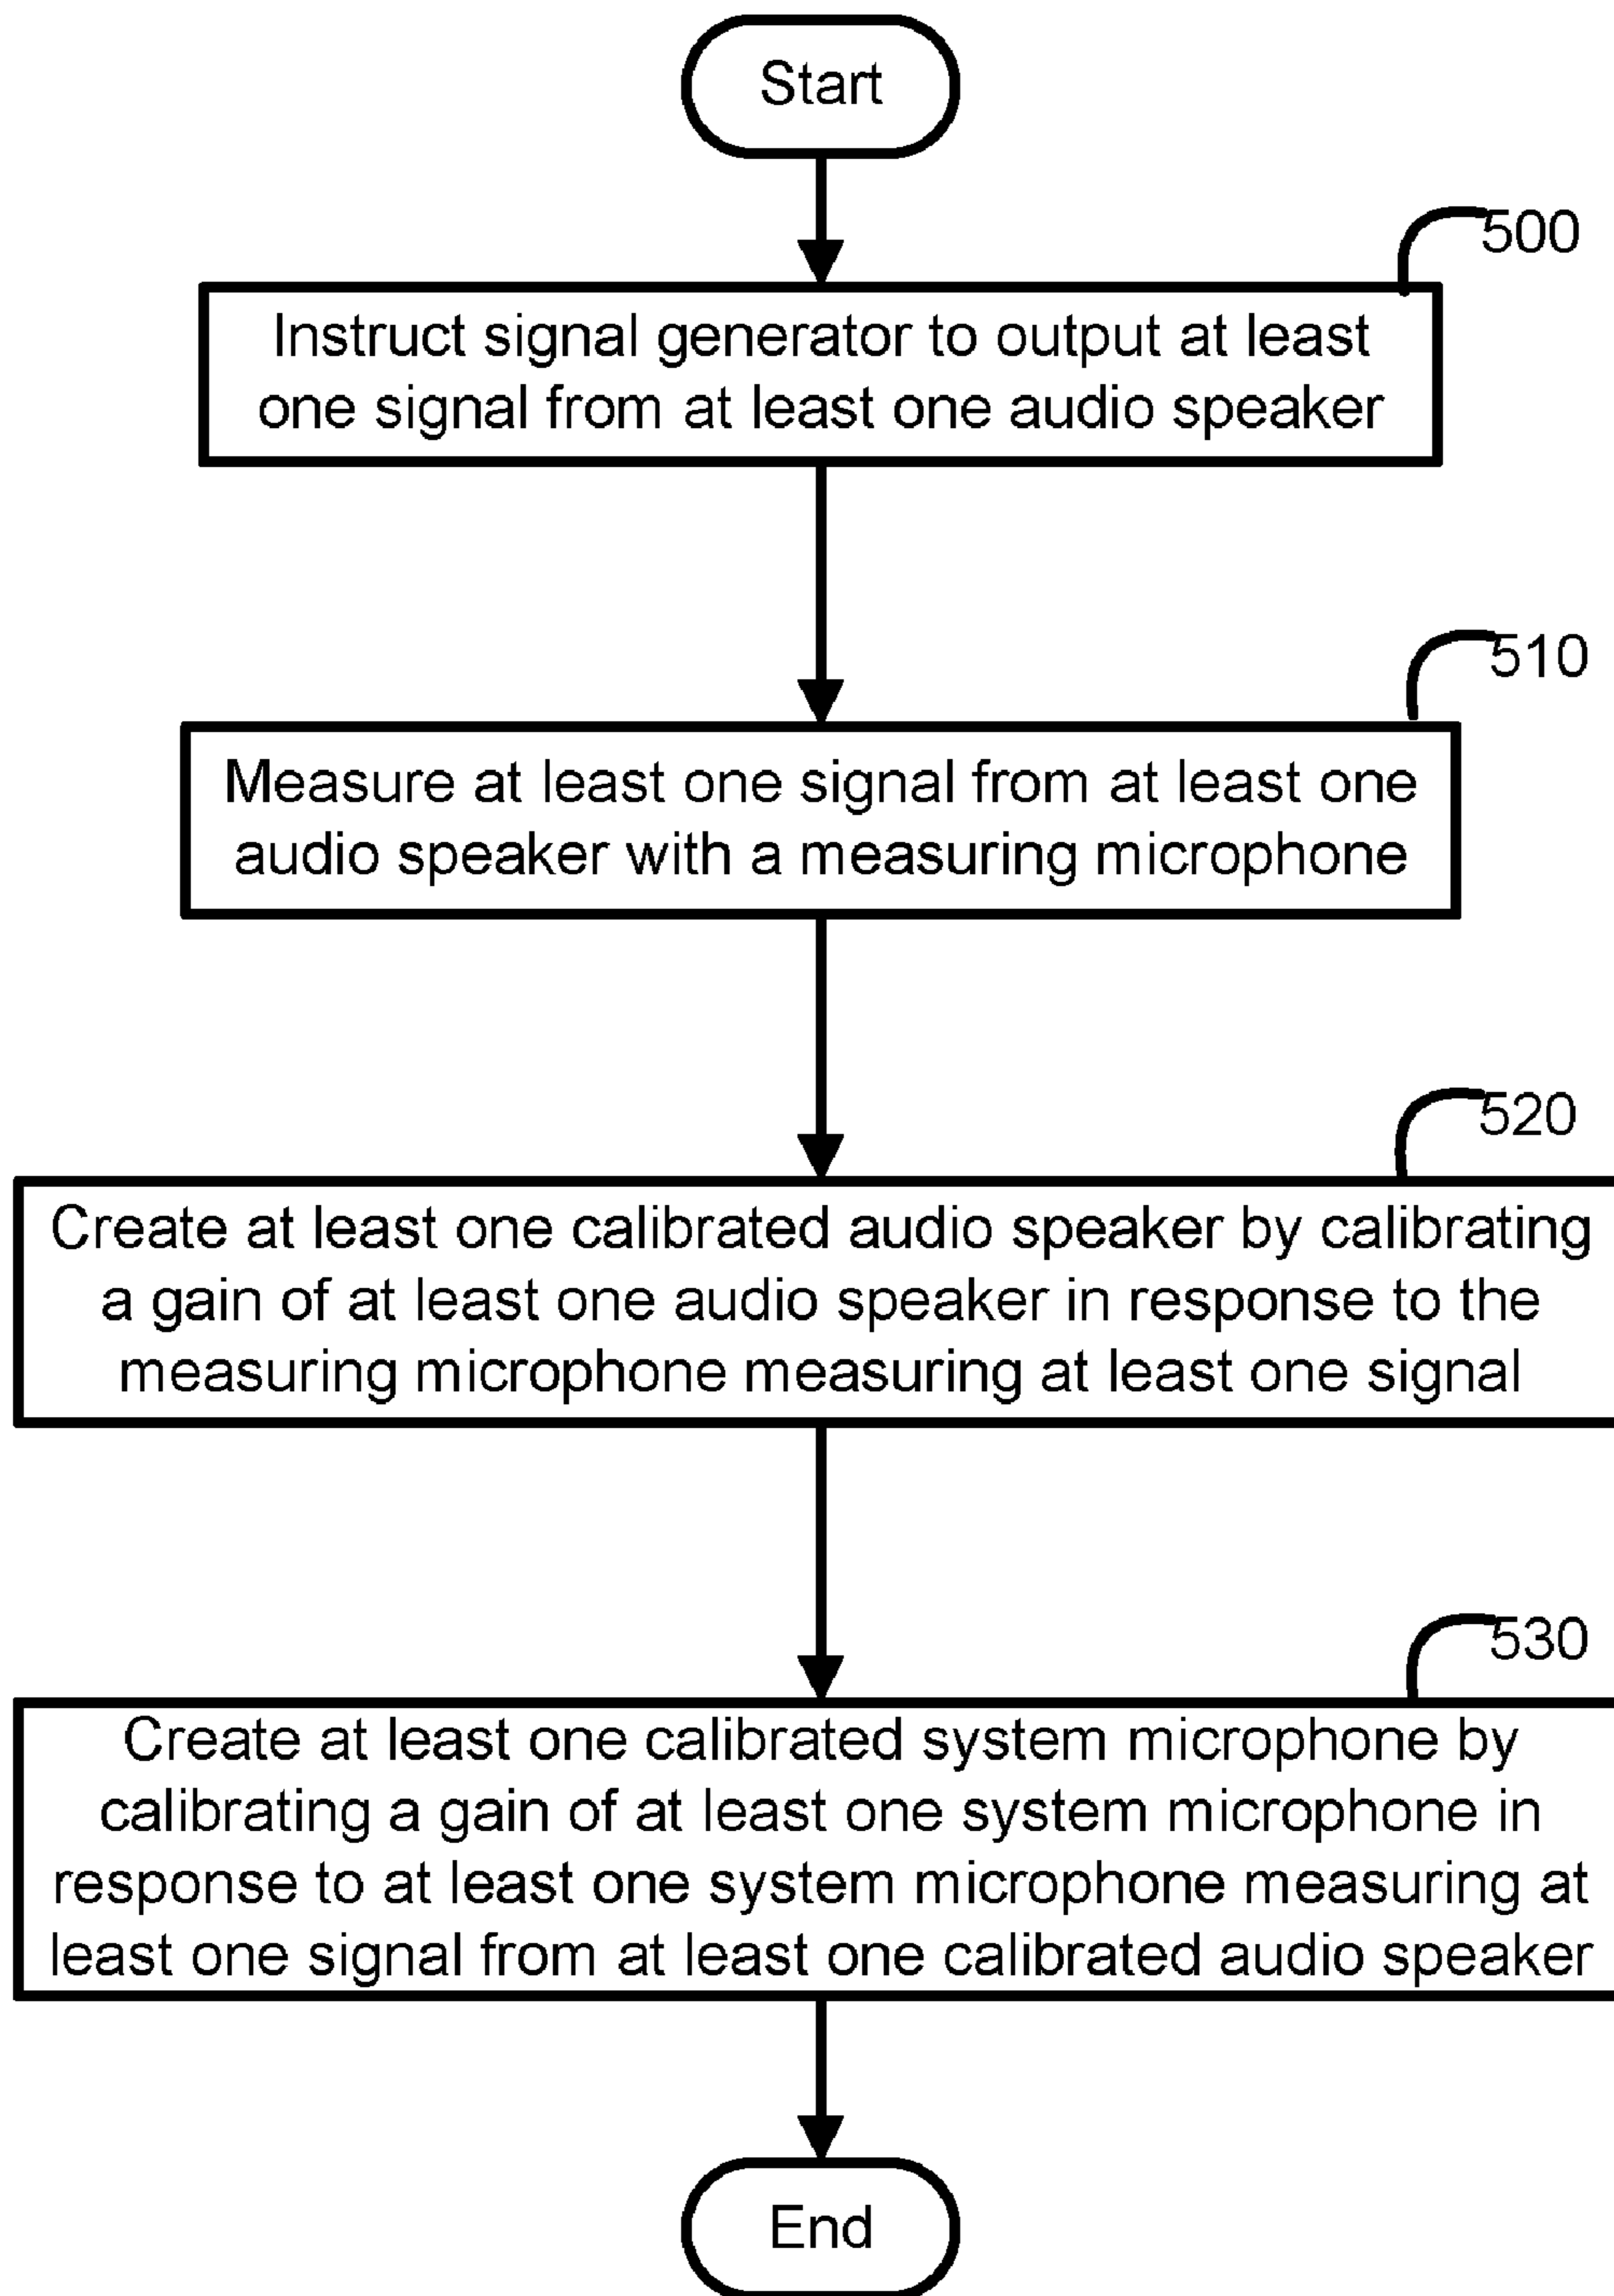 Start
500
Instruct signal generator to output at least
one signal from at least one audio speaker
510
Measure at least one signal from at least one
audio speaker with a measuring microphone
520
Create at least one calibrated audio speaker by calibrating
a gain of at least one audio speaker in response to the
measuring microphone measuring at least one signal
530
Create at least one calibrated system microphone by
calibrating a gain of at least one system microphone in
response to at least one system microphone measuring at
least one signal from at least one calibrated audio speaker
End